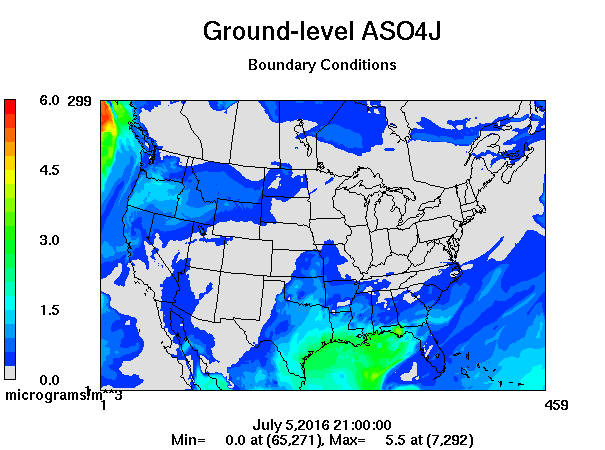 Ground-level ASO4J
Boundary Conditions
6.0
299
4.5
3.0
1.5
0.0
1
micrograms/m**3
1
459
July 5,2016 21:00:00
Min= 0.0 at (65,271), Max= 5.5 at (7,292)